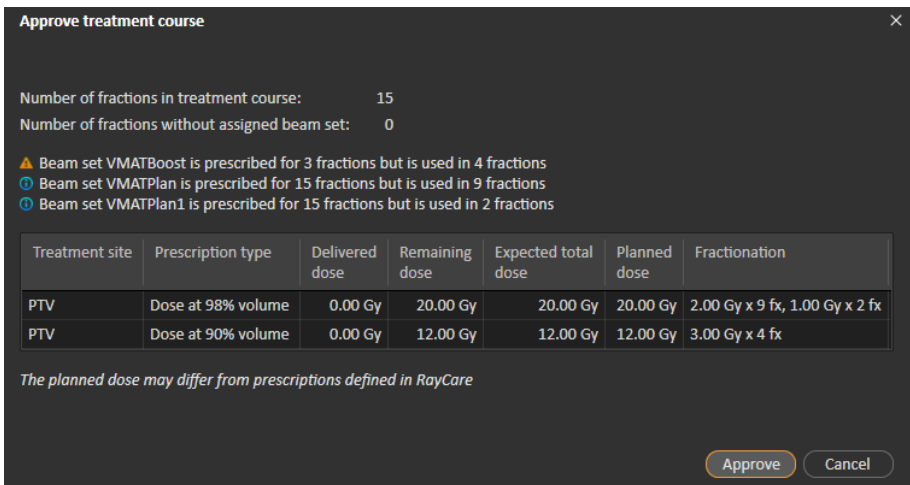 Approve treatment course
Number of fractions in treatment course: 15
Number of fractions without assigned beam set: 0
Beam set VMATBoost is prescribed for 3 fractions but is used in 4 fractions
Beam set VMATPlan is prescribed for 15 fractions but is used in 9 fractions
Beam set VMATPlan1 is prescribed for 15 fractions but is used in 2 fractions
Treatment site Prescription type Delivered dose Remaining dose Expected total dose Planned dose Fractionation
PTV Dose at 98% volume 0.00 Gy 20.00 Gy 20.00 Gy 20.00 Gy 2.00 Gy x 9 fx, 1.00 Gy x 2 fx
PTV Dose at 90% volume 0.00 Gy 12.00 Gy 12.00 Gy 12.00 Gy 3.00 Gy x 4 fx
The planned dose may differ from prescriptions defined in RayCare
Approve Cancel